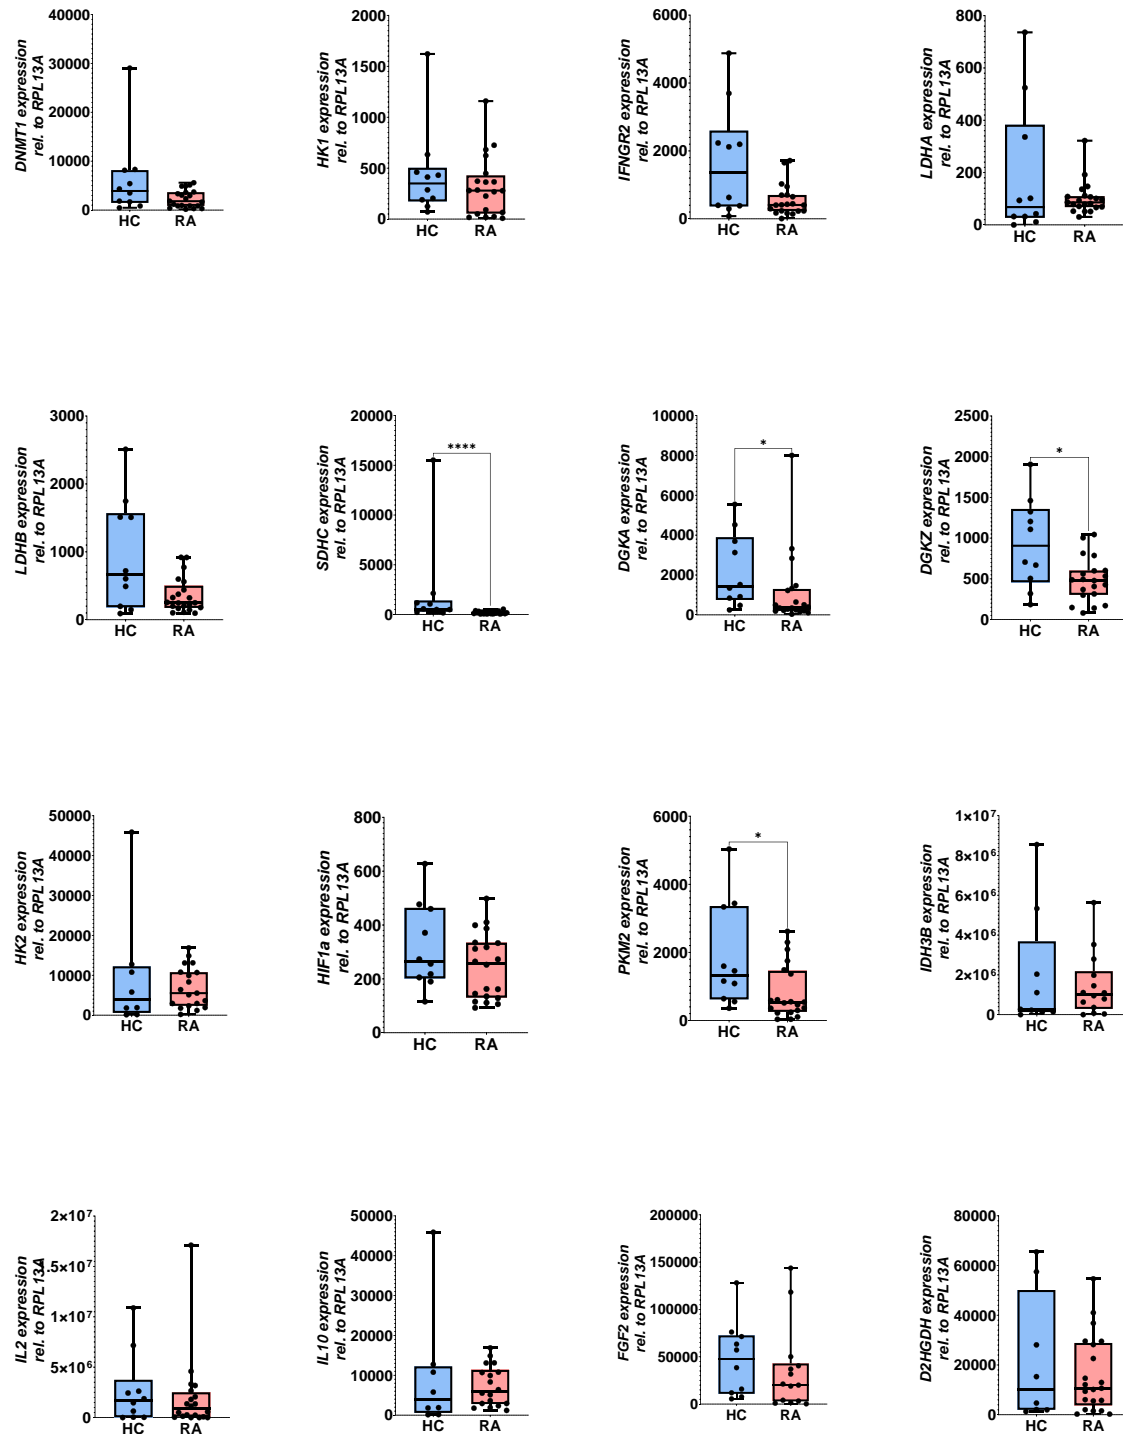 DNMT1 expression
rel. to RPL13A
40000
30000
20000
10000
0
HC
RA
HK1 expression
rel. to RPL13A
2000
1500
1000
500
0
HC
RA
IFNGR2 expression
rel. to RPL13A
6000
4000
2000
0
HC
RA
LDHA expression
rel. to RPL13A
800
600
400
200
0
HC
RA
LDHB expression
rel. to RPL13A
3000
2000
1000
0
HC
RA
SDHC expression
rel. to RPL13A
20000
15000
10000
5000
0
****
HC
RA
DGKA expression
rel. to RPL13A
10000
8000
6000
4000
2000
0
*
HC
RA
DGKZ expression
rel. to RPL13A
2500
2000
1500
1000
500
0
*
HC
RA
HK2 expression
rel. to RPL13A
50000
40000
30000
20000
10000
0
HC
RA
HIF1a expression
rel. to RPL13A
800
600
400
200
0
HC
RA
PKM2 expression
rel. to RPL13A
6000
4000
2000
0
*
HC
RA
IDH3B expression
rel. to RPL13A
1×10⁷
8×10⁶
6×10⁶
4×10⁶
2×10⁶
0
HC
RA
IL2 expression
rel. to RPL13A
2×10⁷
1.5×10⁷
1×10⁷
5×10⁶
0
HC
RA
IL10 expression
rel. to RPL13A
50000
40000
30000
20000
10000
0
HC
RA
FGF2 expression
rel. to RPL13A
200000
150000
100000
50000
0
HC
RA
D2HGDH expression
rel. to RPL13A
80000
60000
40000
20000
0
HC
RA